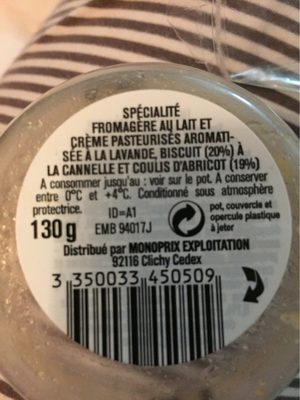 SPÉCIALITÉ
FROMAGÈRE AU LAIT ET
CRÈME PASTEURISÉS AROMATI-
SÉE À LA LAVANDE, BISCUIT (20%) À
LA CANNELLE ET COULIS D'ABRICOT (19%)
A consommer jusqu'au : voir sur le pot. A conserver
entre 0°C et +4°C. Conditionné sous atmosphère
protectrice.
ID=A1
130 g
EMB 94017J
pot, couvercle et
opercule plastique
à jeter
Distribué par MONOPRIX EXPLOITATION
92116 Clichy Cedex
3 350033 450509